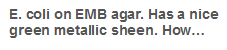 E. coli on EMB agar. Has a nice
green metallic sheen. How…